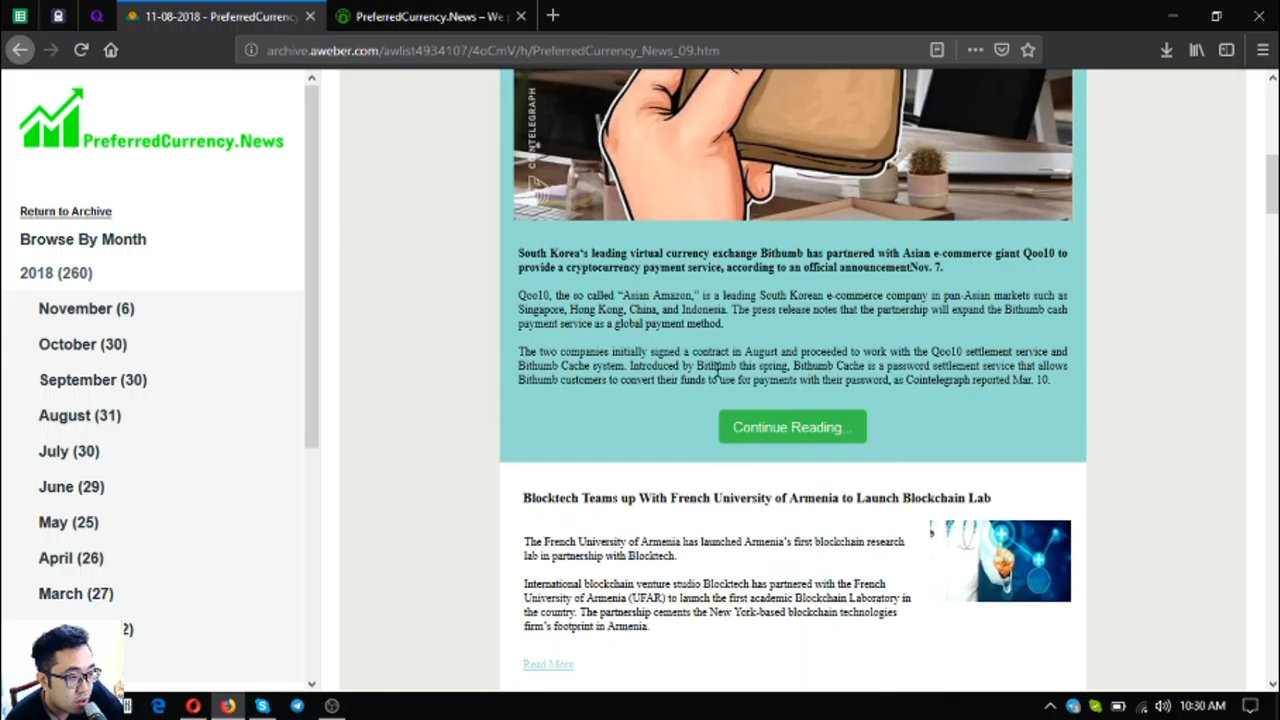 11-08-2018 - PreferredCurrency
PreferredCurrency.News – We p
archive.aweber.com/awlist4934107/4oCmV/h/PreferredCurrency_News_09.htm
PreferredCurrency.News
Return to Archive
Browse By Month
2018 (260)
November (6)
October (30)
September (30)
August (31)
July (30)
June (29)
May (25)
April (26)
March (27)
2)
COINTELEGRAPH
South Korea's leading virtual currency exchange Bithumb has partnered with Asian e-commerce giant Qoo10 to
provide a cryptocurrency payment service, according to an official announcementNov. 7.
Qoo10, the so called “Asian Amazon,” is a leading South Korean e-commerce company in pan-Asian markets such as
Singapore, Hong Kong, China, and Indonesia. The press release notes that the partnership will expand the Bithumb cash
payment service as a global payment method.
The two companies initially signed a contract in August and proceeded to work with the Qoo10 settlement service and
Bithumb Cache system. Introduced by Bithumb this spring, Bithumb Cache is a password settlement service that allows
Bithumb customers to convert their funds to use for payments with their password, as Cointelegraph reported Mar. 10.
Continue Reading...
Blocktech Teams up With French University of Armenia to Launch Blockchain Lab
The French University of Armenia has launched Armenia's first blockchain research
lab in partnership with Blocktech.
International blockchain venture studio Blocktech has partnered with the French
University of Armenia (UFAR) to launch the first academic Blockchain Laboratory in
the country. The partnership cements the New York-based blockchain technologies
firm's footprint in Armenia.
Read More
10:30 AM